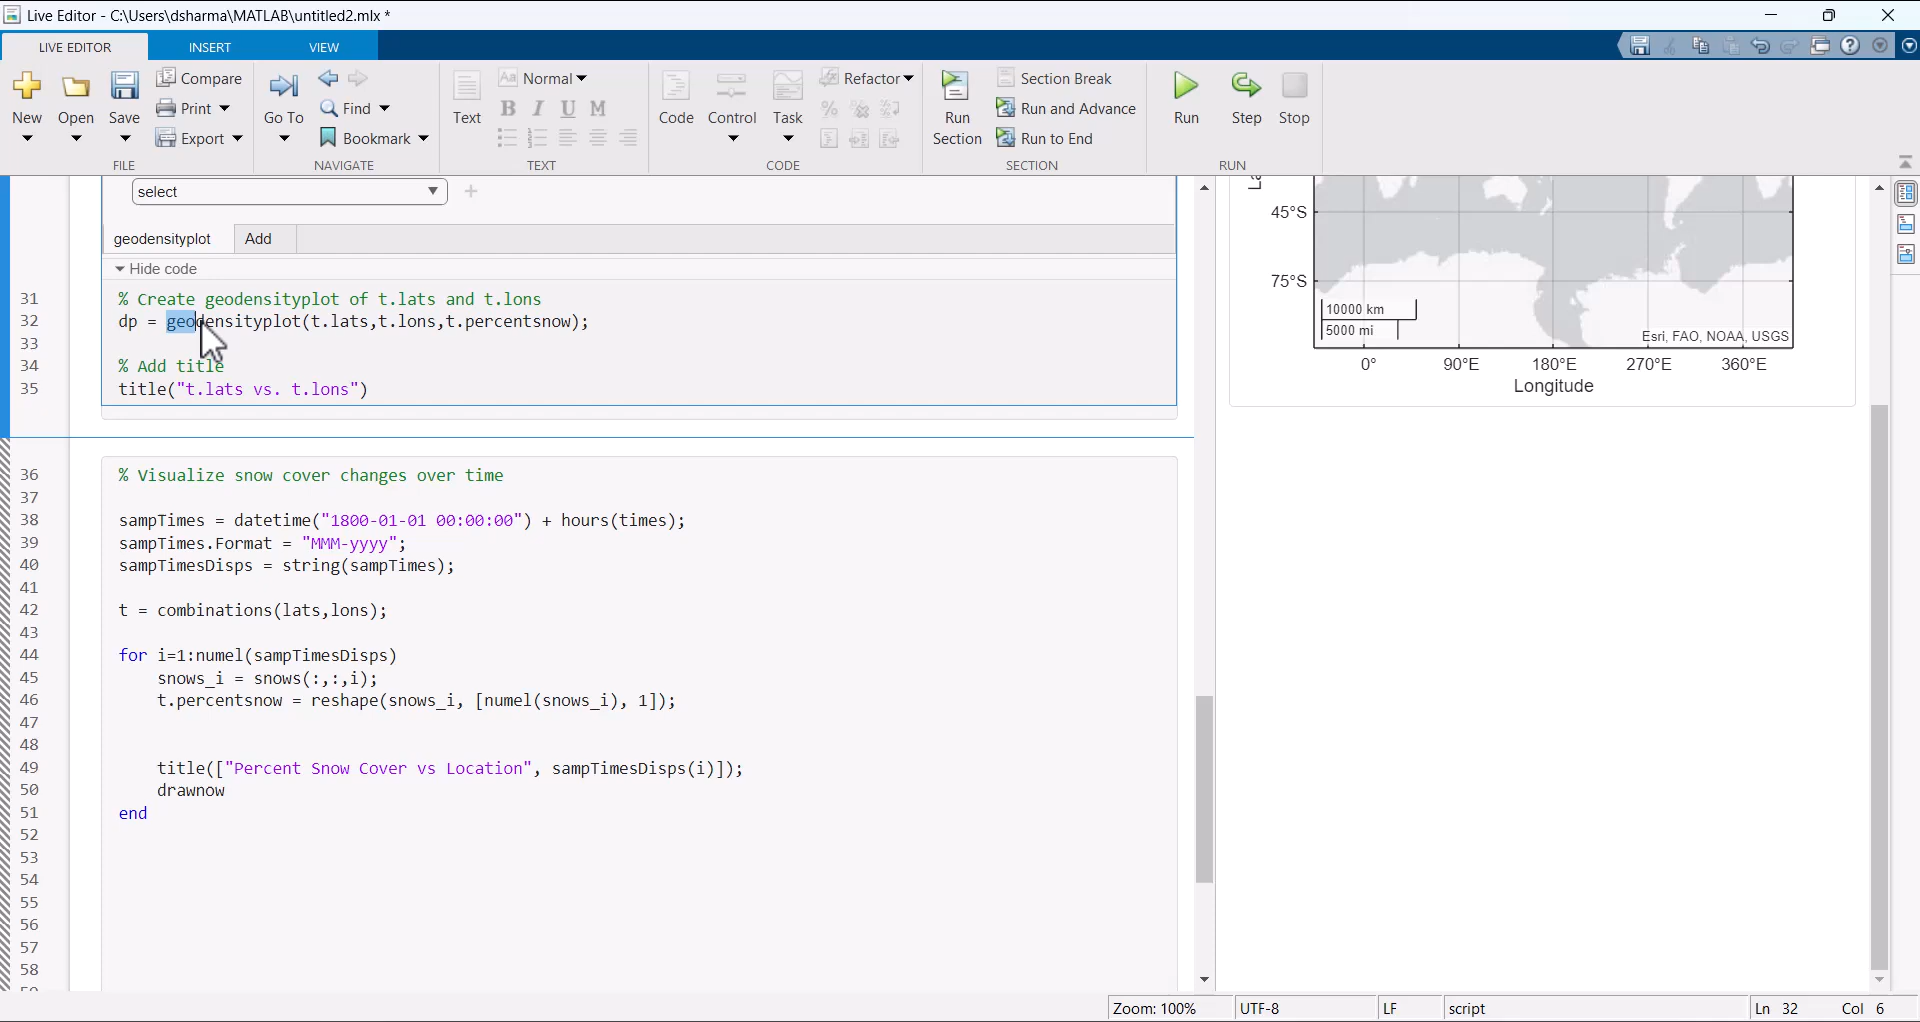 Live Editor - C:\Users\dsharma\MATLAB\untitled2.mlx *
LIVE EDITOR INSERT VIEW
New
Open
Save
Compare
Print
Export
FILE
Go To
Find
Bookmark
NAVIGATE
Text
Aa Normal
B I U M
TEXT
Code
Control
Task
Refactor
CODE
Run Section
Section Break
Run and Advance
Run to End
SECTION
Run
Step
Stop
RUN
select
geodensityplot Add
Hide code
31 % Create geodensityplot of t.lats and t.lons
32 dp = geodensityplot(t.lats,t.lons,t.percentsnow);
33
34 % Add title
35 title("t.lats vs. t.lons")
36 % Visualize snow cover changes over time
37
38 sampTimes = datetime("1800-01-01 00:00:00") + hours(times);
39 sampTimes.Format = "MMM-yyyy";
40 sampTimesDisps = string(sampTimes);
41
42 t = combinations(lats,lons);
43
44 for i=1:numel(sampTimesDisps)
45 snows_i = snows(:,:,i);
46 t.percentsnow = reshape(snows_i, [numel(snows_i), 1]);
47
48
49 title(["Percent Snow Cover vs Location", sampTimesDisps(i)]);
50 drawnow
51 end
52
53
54
55
56
57
58
45°S
75°S
10000 km
5000 mi
Esri, FAO, NOAA, USGS
0° 90°E 180°E 270°E 360°E
Longitude
Zoom: 100% UTF-8 LF script Ln 32 Col 6